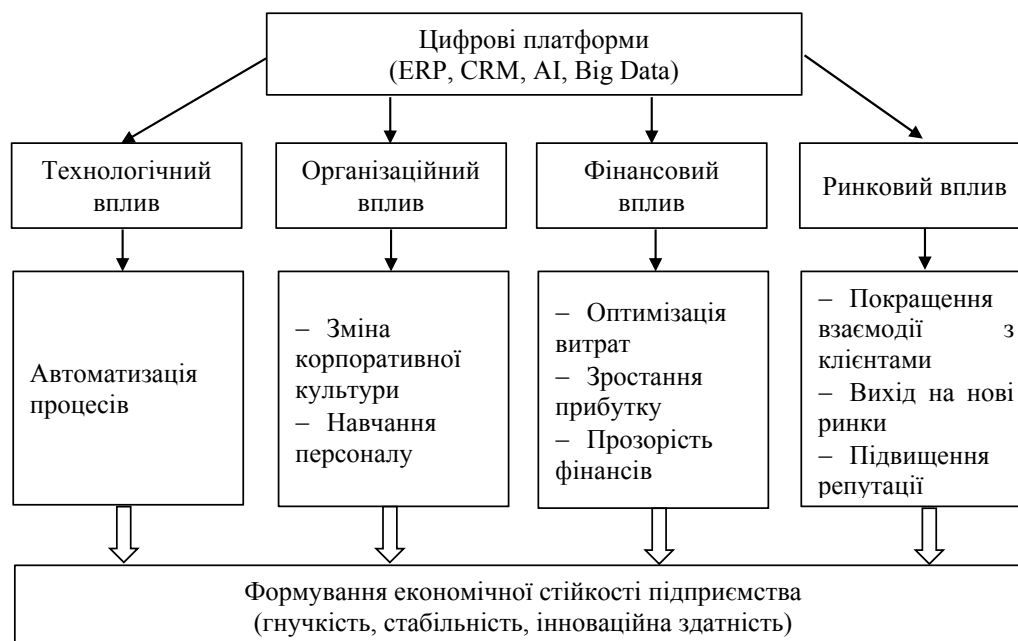 Цифрові платформи
(ERP, CRM, AI, Big Data)
Технологічний
вплив
Організаційний
вплив
Фінансовий
вплив
Ринковий вплив
Автоматизація
процесів
– Зміна
корпоративної
культури
– Навчання
персоналу
– Оптимізація
витрат
– Зростання
прибутку
– Прозорість
фінансів
– Покращення
взаємодії з
клієнтами
– Вихід на нові
ринки
– Підвищення
репутації
Формування економічної стійкості підприємства
(гнучкість, стабільність, інноваційна здатність)